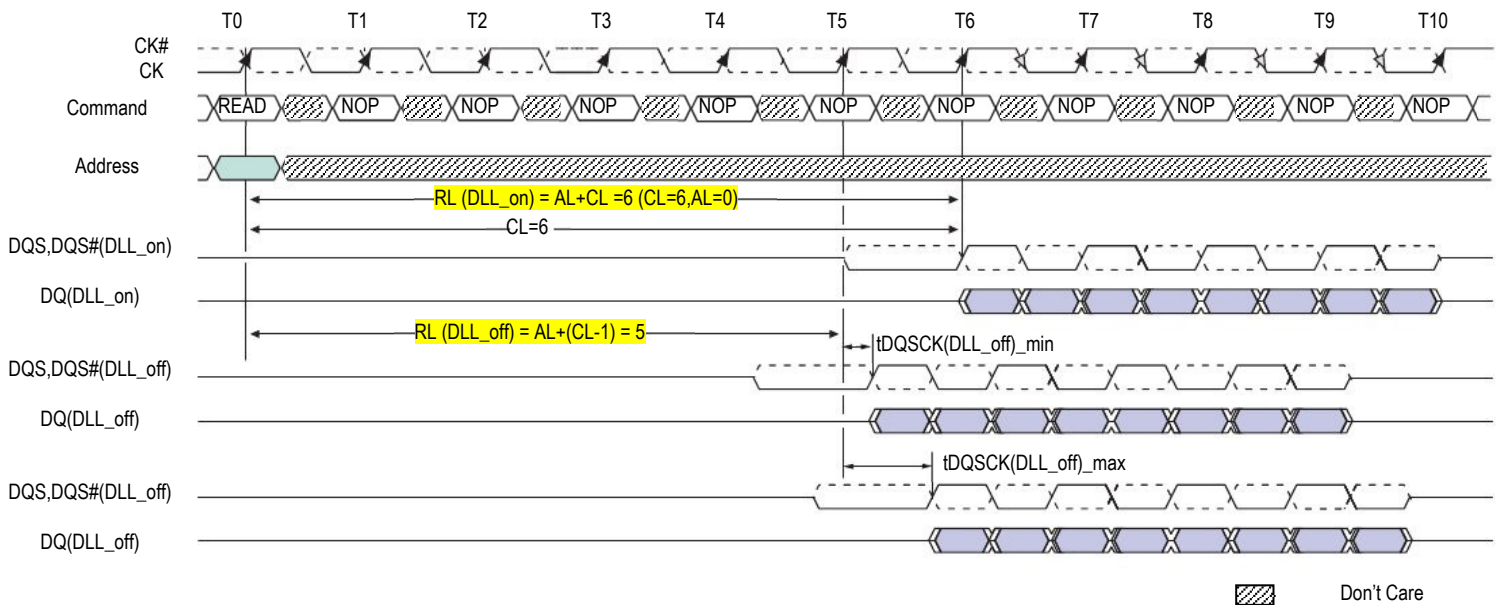 T0 T1 T2 T3 T4 T5 T6 T7 T8 T9 T10
CK#
CK
Command READ NOP NOP NOP NOP NOP NOP NOP NOP NOP NOP
Address
RL (DLL_on) = AL+CL =6 (CL=6,AL=0)
CL=6
DQS,DQS#(DLL_on)
DQ(DLL_on)
RL (DLL_off) = AL+(CL-1) = 5
tDQSCK(DLL_off)_min
DQS,DQS#(DLL_off)
DQ(DLL_off)
tDQSCK(DLL_off)_max
DQS,DQS#(DLL_off)
DQ(DLL_off)
Don't Care